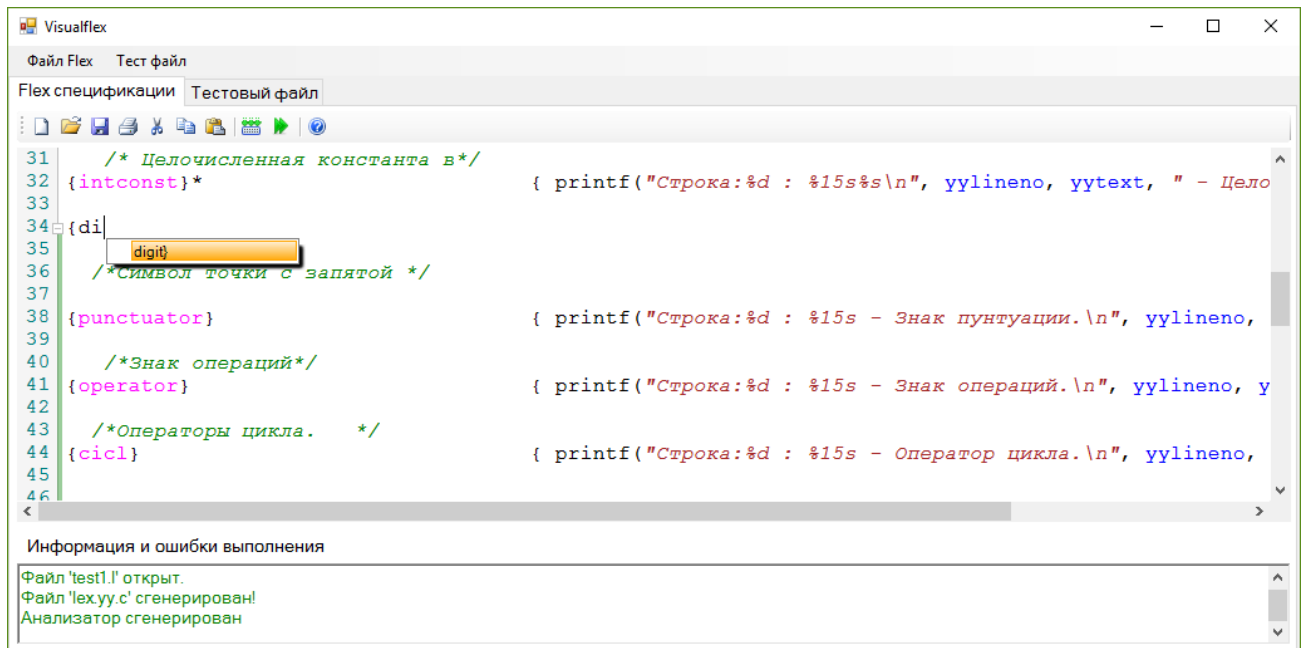 Visualflex
Файл Flex Тест файл
Flex спецификации Тестовый файл
31 /* Целочисленная константа в*/
32 {intconst}* { printf("Строка:%d : %15s%s\n", yylineno, yytext, " - Цело
33
34 {di
35 digit}
36 /*Символ точки с запятой */
37
38 {punctuator} { printf("Строка:%d : %15s - Знак пунтуации.\n", yylineno,
39
40 /*Знак операций*/
41 {operator} { printf("Строка:%d : %15s - Знак операций.\n", yylineno, y
42
43 /*Операторы цикла. */
44 {cicl} { printf("Строка:%d : %15s - Оператор цикла.\n", yylineno,
45
46
Информация и ошибки выполнения
Файл 'test1.l' открыт.
Файл 'lex.yy.c' сгенерирован!
Анализатор сгенерирован